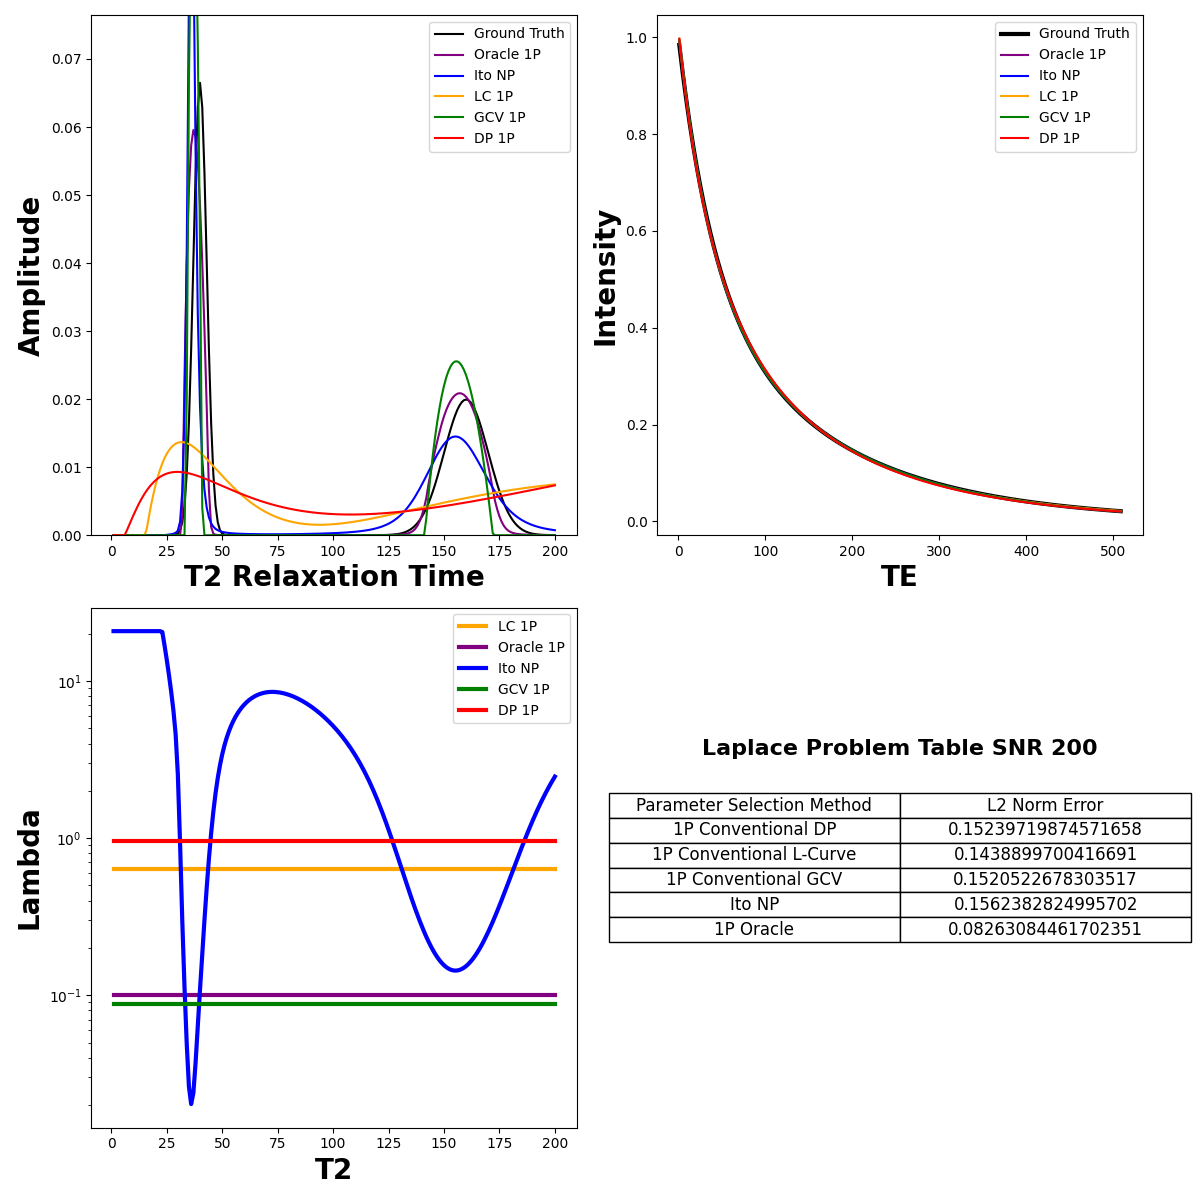 Amplitude
0.07
0.06
0.05
0.04
0.03
0.02
0.01
0.00
0 25 50 75 100 125 150 175 200
T2 Relaxation Time
Ground Truth
Oracle 1P
Ito NP
LC 1P
GCV 1P
DP 1P
Intensity
1.0
0.8
0.6
0.4
0.2
0.0
0 100 200 300 400 500
TE
Ground Truth
Oracle 1P
Ito NP
LC 1P
GCV 1P
DP 1P
Lambda
10¹
10⁰
10⁻¹
0 25 50 75 100 125 150 175 200
T2
LC 1P
Oracle 1P
Ito NP
GCV 1P
DP 1P
Laplace Problem Table SNR 200
Parameter Selection Method L2 Norm Error
1P Conventional DP 0.15239719874571658
1P Conventional L-Curve 0.1438899700416691
1P Conventional GCV 0.1520522678303517
Ito NP 0.1562382824995702
1P Oracle 0.08263084461702351